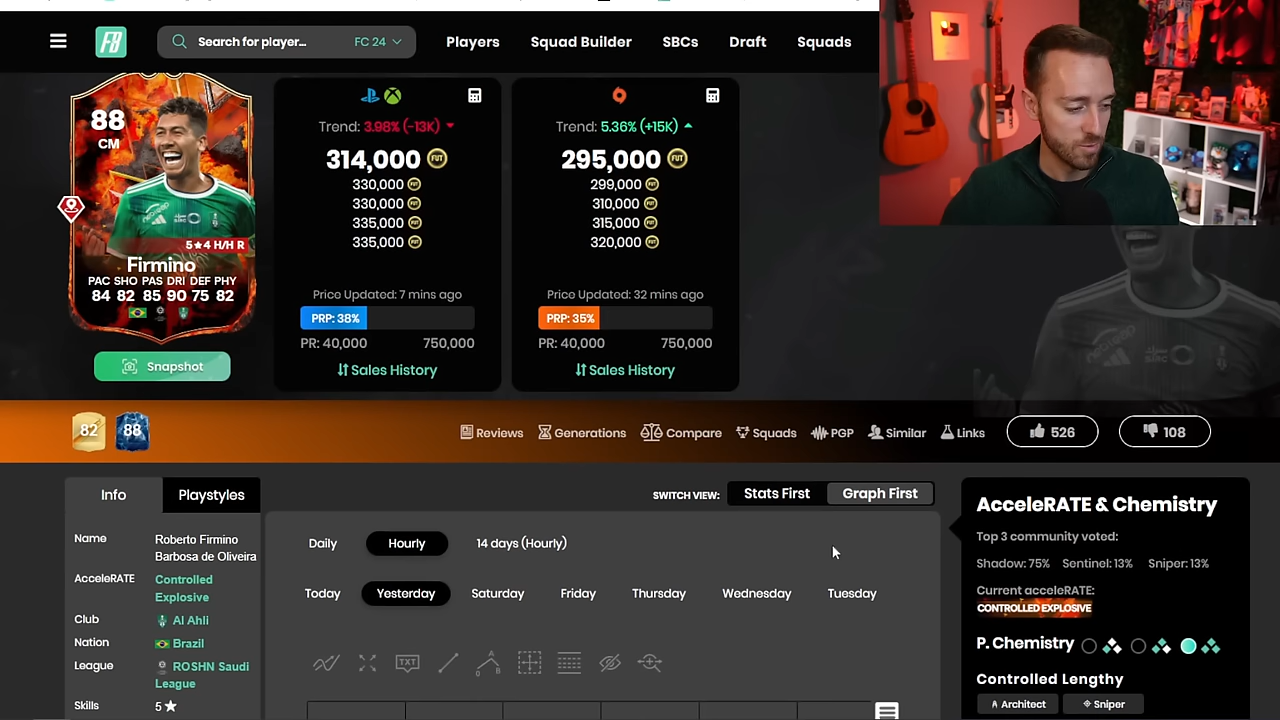 FB
Search for player...
FC 24
Players
Squad Builder
SBCs
Draft
Squads
88
CM
5★4 H/H R
Firmino
PAC SHO PAS DRI DEF PHY
84 82 85 90 75 82
Snapshot
Trend: 3.98% (-13K)
314,000 FUT
330,000
330,000
335,000
335,000
Price Updated: 7 mins ago
PRP: 38%
PR: 40,000
750,000
Sales History
Trend: 5.36% (+15K)
295,000 FUT
299,000
310,000
315,000
320,000
Price Updated: 32 mins ago
PRP: 35%
PR: 40,000
750,000
Sales History
82
88
Reviews
Generations
Compare
Squads
PGP
Similar
Links
526
108
Info
Playstyles
SWITCH VIEW:
Stats First
Graph First
Name
Roberto Firmino
Barbosa de Oliveira
AcceleRATE
Controlled
Explosive
Club
Al Ahli
Nation
Brazil
League
ROSHN Saudi
League
Skills
5★
Daily
Hourly
14 days (Hourly)
Today
Yesterday
Saturday
Friday
Thursday
Wednesday
Tuesday
TXT
AcceleRATE & Chemistry
Top 3 community voted:
Shadow: 75% Sentinel: 13% Sniper: 13%
Current acceleRATE:
CONTROLLED EXPLOSIVE
P. Chemistry
Controlled Lengthy
Architect
Sniper